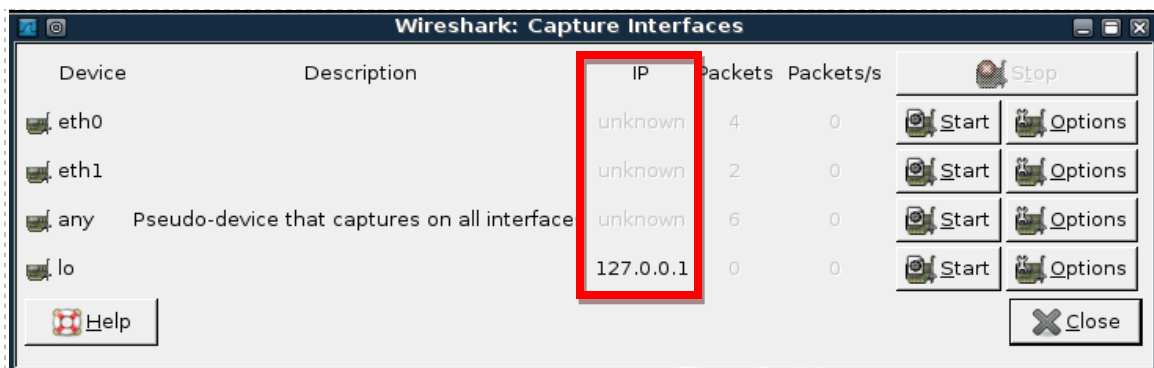 Wireshark: Capture Interfaces
Device Description IP Packets Packets/s Stop
eth0 unknown 4 0 Start Options
eth1 unknown 2 0 Start Options
any Pseudo-device that captures on all interface unknown 6 0 Start Options
lo 127.0.0.1 0 0 Start Options
Help Close